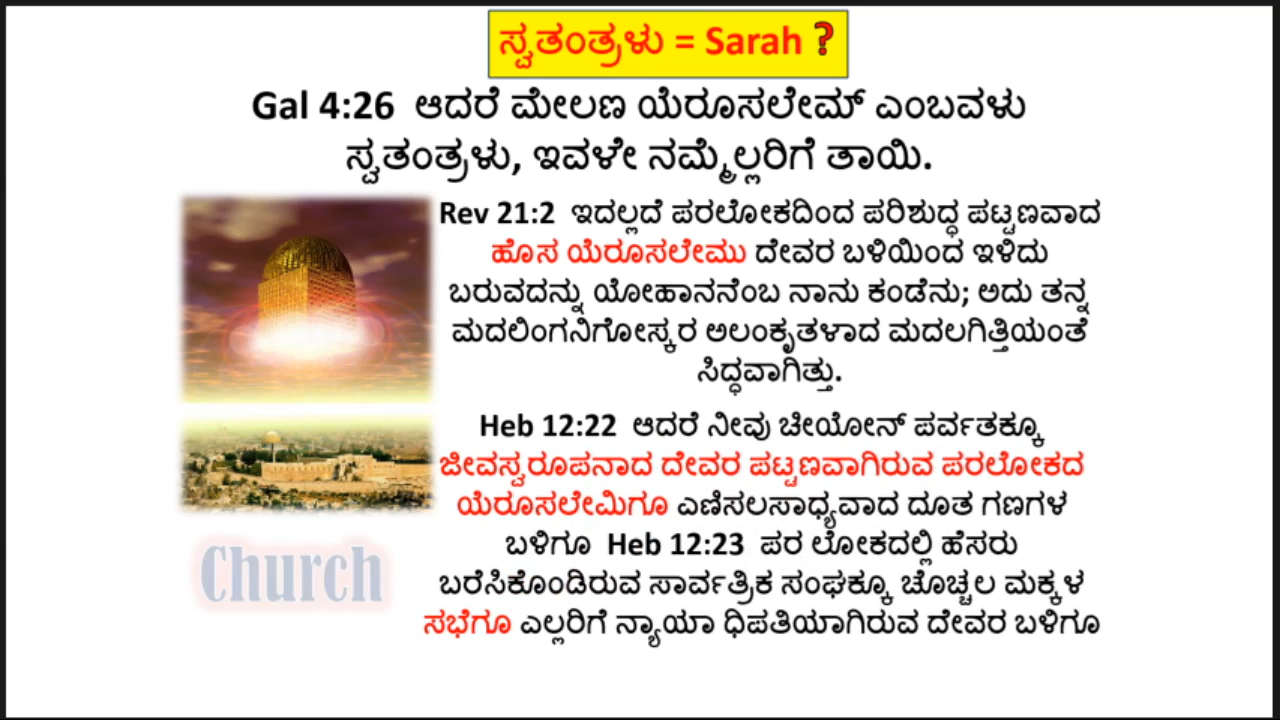 ಸ್ವತಂತ್ರಳು = Sarah ?
Gal 4:26 ಆದರೆ ಮೇಲಣ ಯೆರೂಸಲೇಮ್ ಎಂಬವಳು
ಸ್ವತಂತ್ರಳು, ಇವಳೇ ನಮ್ಮೆಲ್ಲರಿಗೆ ತಾಯಿ.
Rev 21:2 ಇದಲ್ಲದೆ ಪರಲೋಕದಿಂದ ಪರಿಶುದ್ಧ ಪಟ್ಟಣವಾದ
ಹೊಸ ಯೆರೂಸಲೇಮು ದೇವರ ಬಳಿಯಿಂದ ಇಳಿದು
ಬರುವದನ್ನು ಯೋಹಾನನೆಂಬ ನಾನು ಕಂಡೆನು; ಅದು ತನ್ನ
ಮದಲಿಂಗನಿಗೋಸ್ಕರ ಅಲಂಕೃತಳಾದ ಮದಲಗಿತ್ತಿಯಂತೆ
ಸಿದ್ಧವಾಗಿತ್ತು.
Heb 12:22 ಆದರೆ ನೀವು ಚೀಯೋನ್ ಪರ್ವತಕ್ಕೂ
ಜೀವಸ್ವರೂಪನಾದ ದೇವರ ಪಟ್ಟಣವಾಗಿರುವ ಪರಲೋಕದ
ಯೆರೂಸಲೇಮಿಗೂ ಎಣಿಸಲಸಾಧ್ಯವಾದ ದೂತ ಗಣಗಳ
ಬಳಿಗೂ Heb 12:23 ಪರ ಲೋಕದಲ್ಲಿ ಹೆಸರು
ಬರೆಸಿಕೊಂಡಿರುವ ಸಾರ್ವತ್ರಿಕ ಸಂಘಕ್ಕೂ ಚೊಚ್ಚಲ ಮಕ್ಕಳ
ಸಭೆಗೂ ಎಲ್ಲರಿಗೆ ನ್ಯಾಯಾ ಧಿಪತಿಯಾಗಿರುವ ದೇವರ ಬಳಿಗೂ
Church